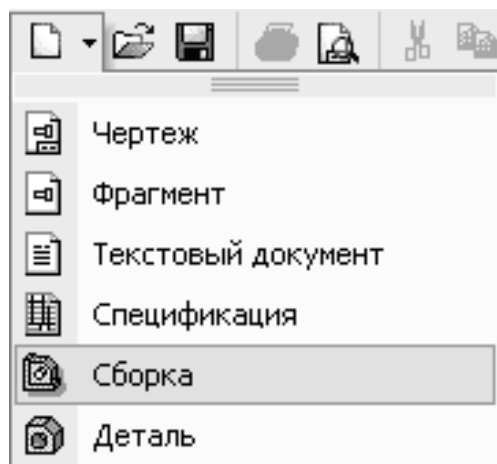 Чертеж
Фрагмент
Текстовый документ
Спецификация
Сборка
Деталь